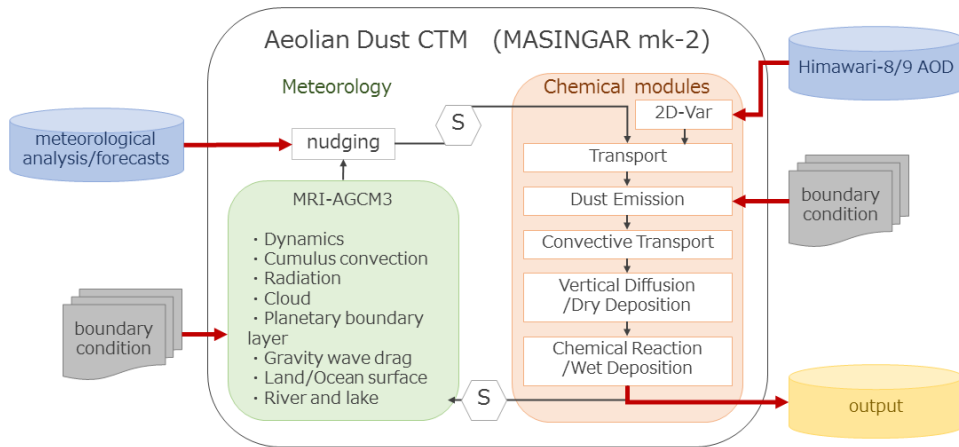 Aeolian Dust CTM (MASINGAR mk-2)
Himawari-8/9 AOD
Meteorology
Chemical modules
S
2D-Var
meteorological
analysis/forecasts
nudging
Transport
MRI-AGCM3
Dust Emission
boundary
condition
・Dynamics
・Cumulus convection
・Radiation
・Cloud
・Planetary boundary
layer
・Gravity wave drag
・Land/Ocean surface
・River and lake
Convective Transport
Vertical Diffusion
/Dry Deposition
boundary
condition
Chemical Reaction
/Wet Deposition
S
output